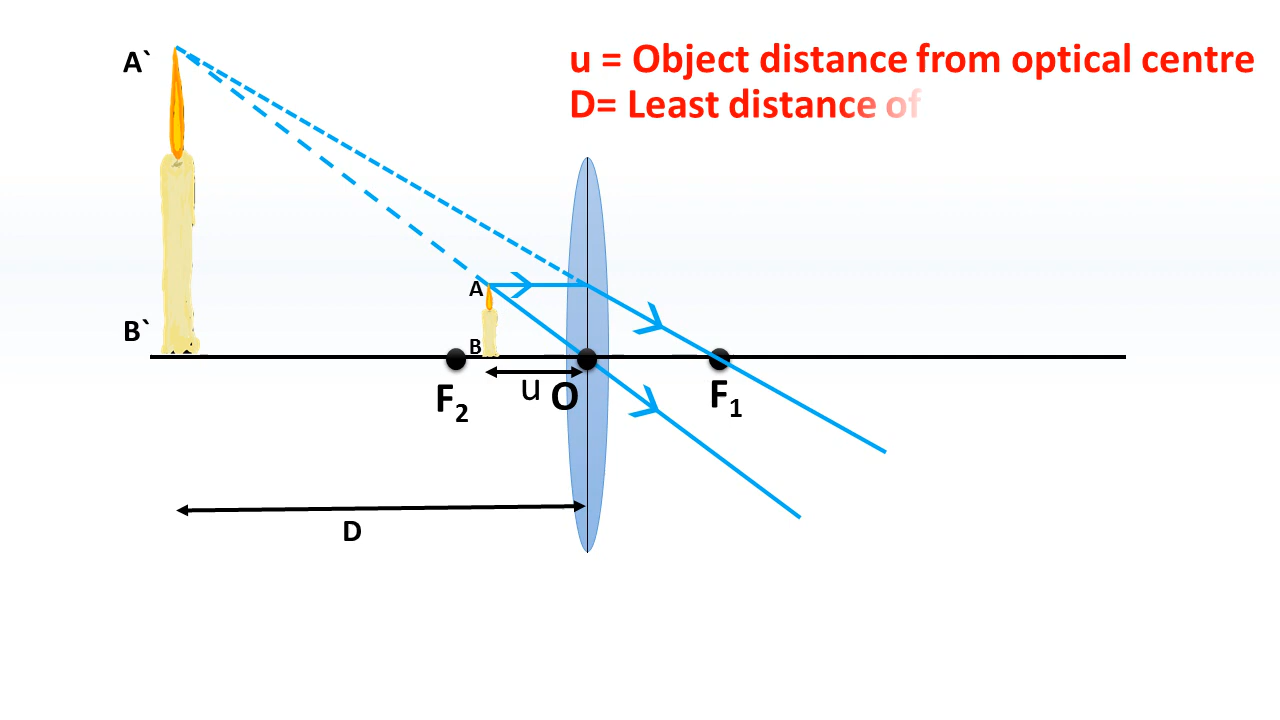 A`
u = Object distance from optical centre
D= Least distance of
A
B`
B
F₂
u
O
F₁
D